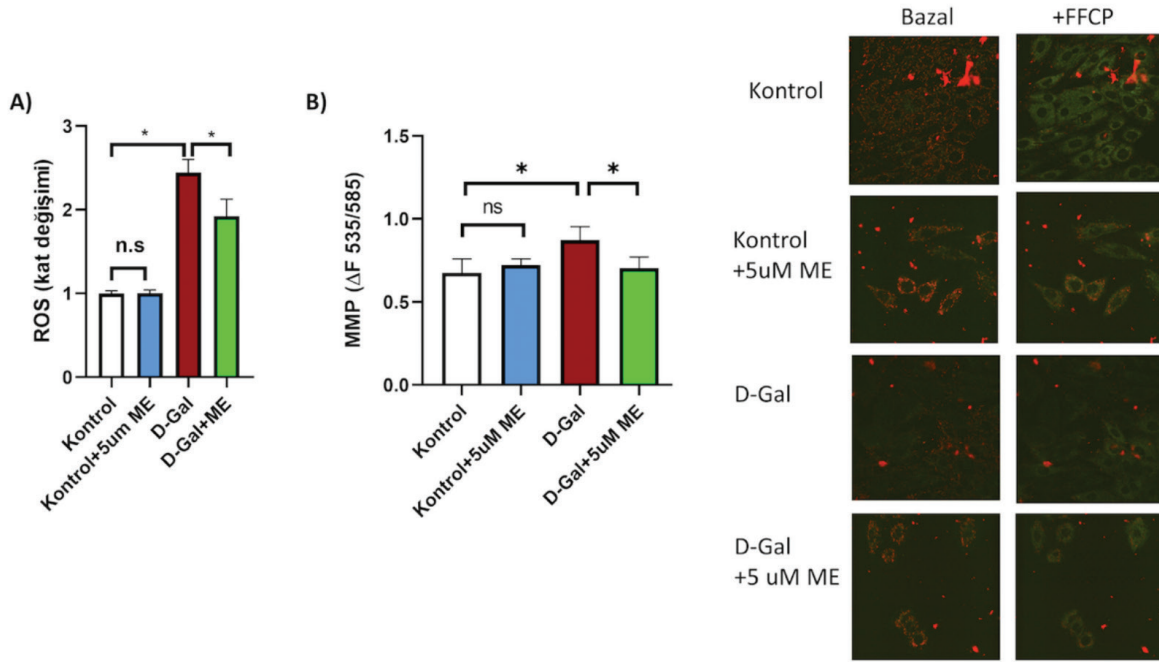 A)
ROS (kat değişimi)
3
2
1
0
*
*
n.s
Kontrol
Kontrol+5um ME
D-Gal
D-Gal+ME
B)
MMP (ΔF 535/585)
1.5
1.0
0.5
0.0
*
*
ns
Kontrol
Kontrol+5uM ME
D-Gal
D-Gal+5uM ME
Bazal
+FFCP
Kontrol
Kontrol
+5uM ME
D-Gal
D-Gal
+5 uM ME